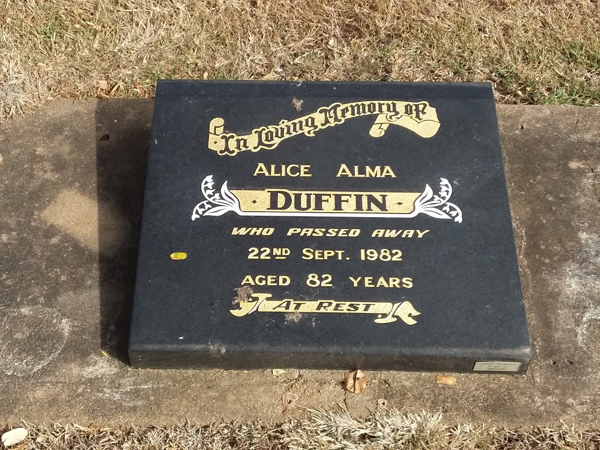 In Loving Memory of
ALICE ALMA
DUFFIN
WHO PASSED AWAY
22ND SEPT. 1982
AGED 82 YEARS
AT REST